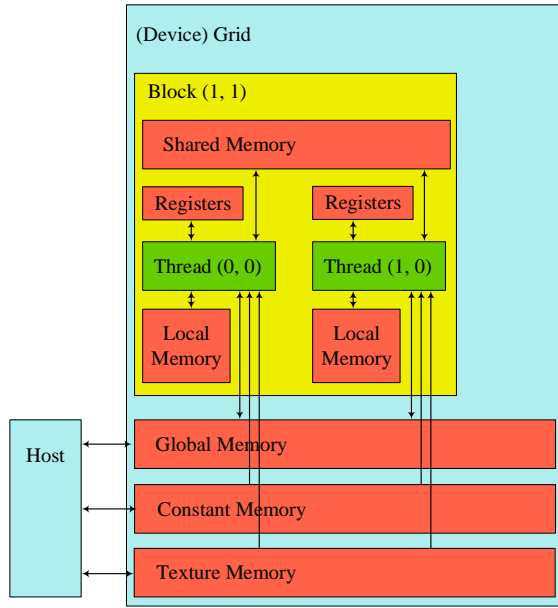 (Device) Grid
Block (1, 1)
Shared Memory
Registers
Registers
Thread (0, 0)
Thread (1, 0)
Local
Memory
Local
Memory
Host
Global Memory
Constant Memory
Texture Memory